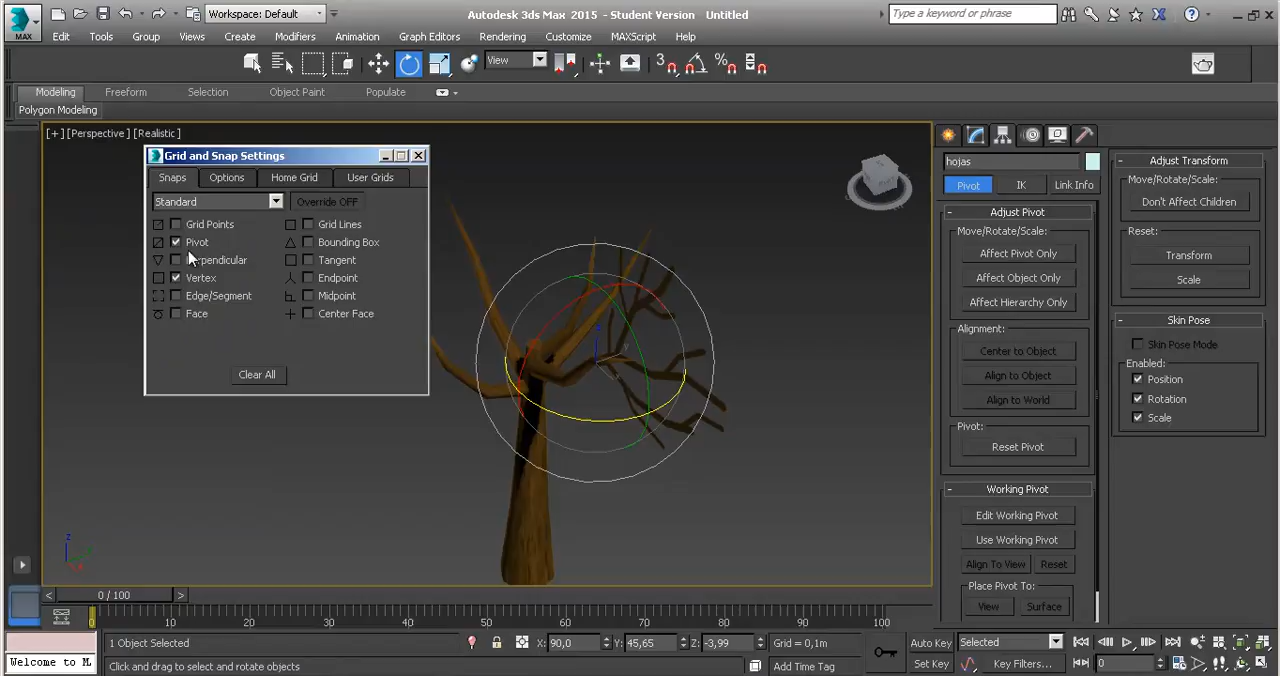 MAX
Workspace: Default
Autodesk 3ds Max 2015 - Student Version   Untitled
Type a keyword or phrase
Edit Tools Group Views Create Modifiers Animation Graph Editors Rendering Customize MAXScript Help
View
3
%
Modeling Freeform Selection Object Paint Populate
Polygon Modeling
[+] [Perspective] [Realistic]
Grid and Snap Settings
Snaps Options Home Grid User Grids
Standard Override OFF
Grid Points Grid Lines
Pivot Bounding Box
Perpendicular Tangent
Vertex Endpoint
Edge/Segment Midpoint
Face Center Face
Clear All
hojas
Pivot IK Link Info
- Adjust Pivot
Move/Rotate/Scale:
Affect Pivot Only
Affect Object Only
Affect Hierarchy Only
Alignment:
Center to Object
Align to Object
Align to World
Pivot:
Reset Pivot
- Working Pivot
Edit Working Pivot
Use Working Pivot
Align To View Reset
Place Pivot To:
View Surface
- Adjust Transform
Move/Rotate/Scale:
Don't Affect Children
Reset:
Transform
Scale
- Skin Pose
Skin Pose Mode
Enabled:
Position
Rotation
Scale
z
y
z
x
< 0 / 100 >
0 10 20 30 40 50 60 70 80 90 100
1 Object Selected X: 90,0 Y: 45,65 Z: -3,99 Grid = 0,1m Auto Key Selected
Welcome to M Click and drag to select and rotate objects Add Time Tag Set Key Key Filters... 0